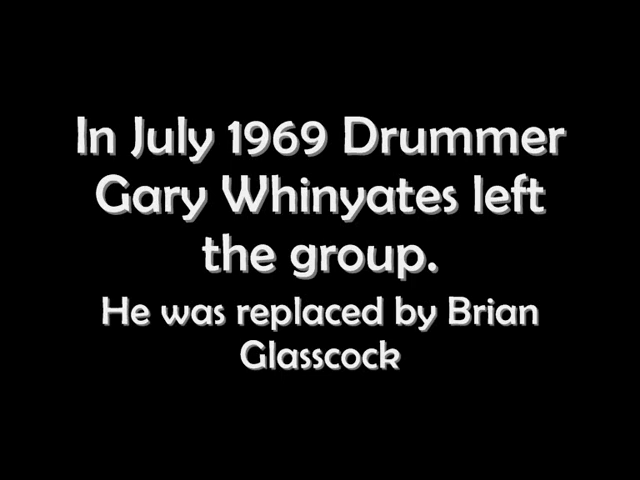 In July 1969 Drummer
Gary Whinyates left
the group.
He was replaced by Brian
Glasscock